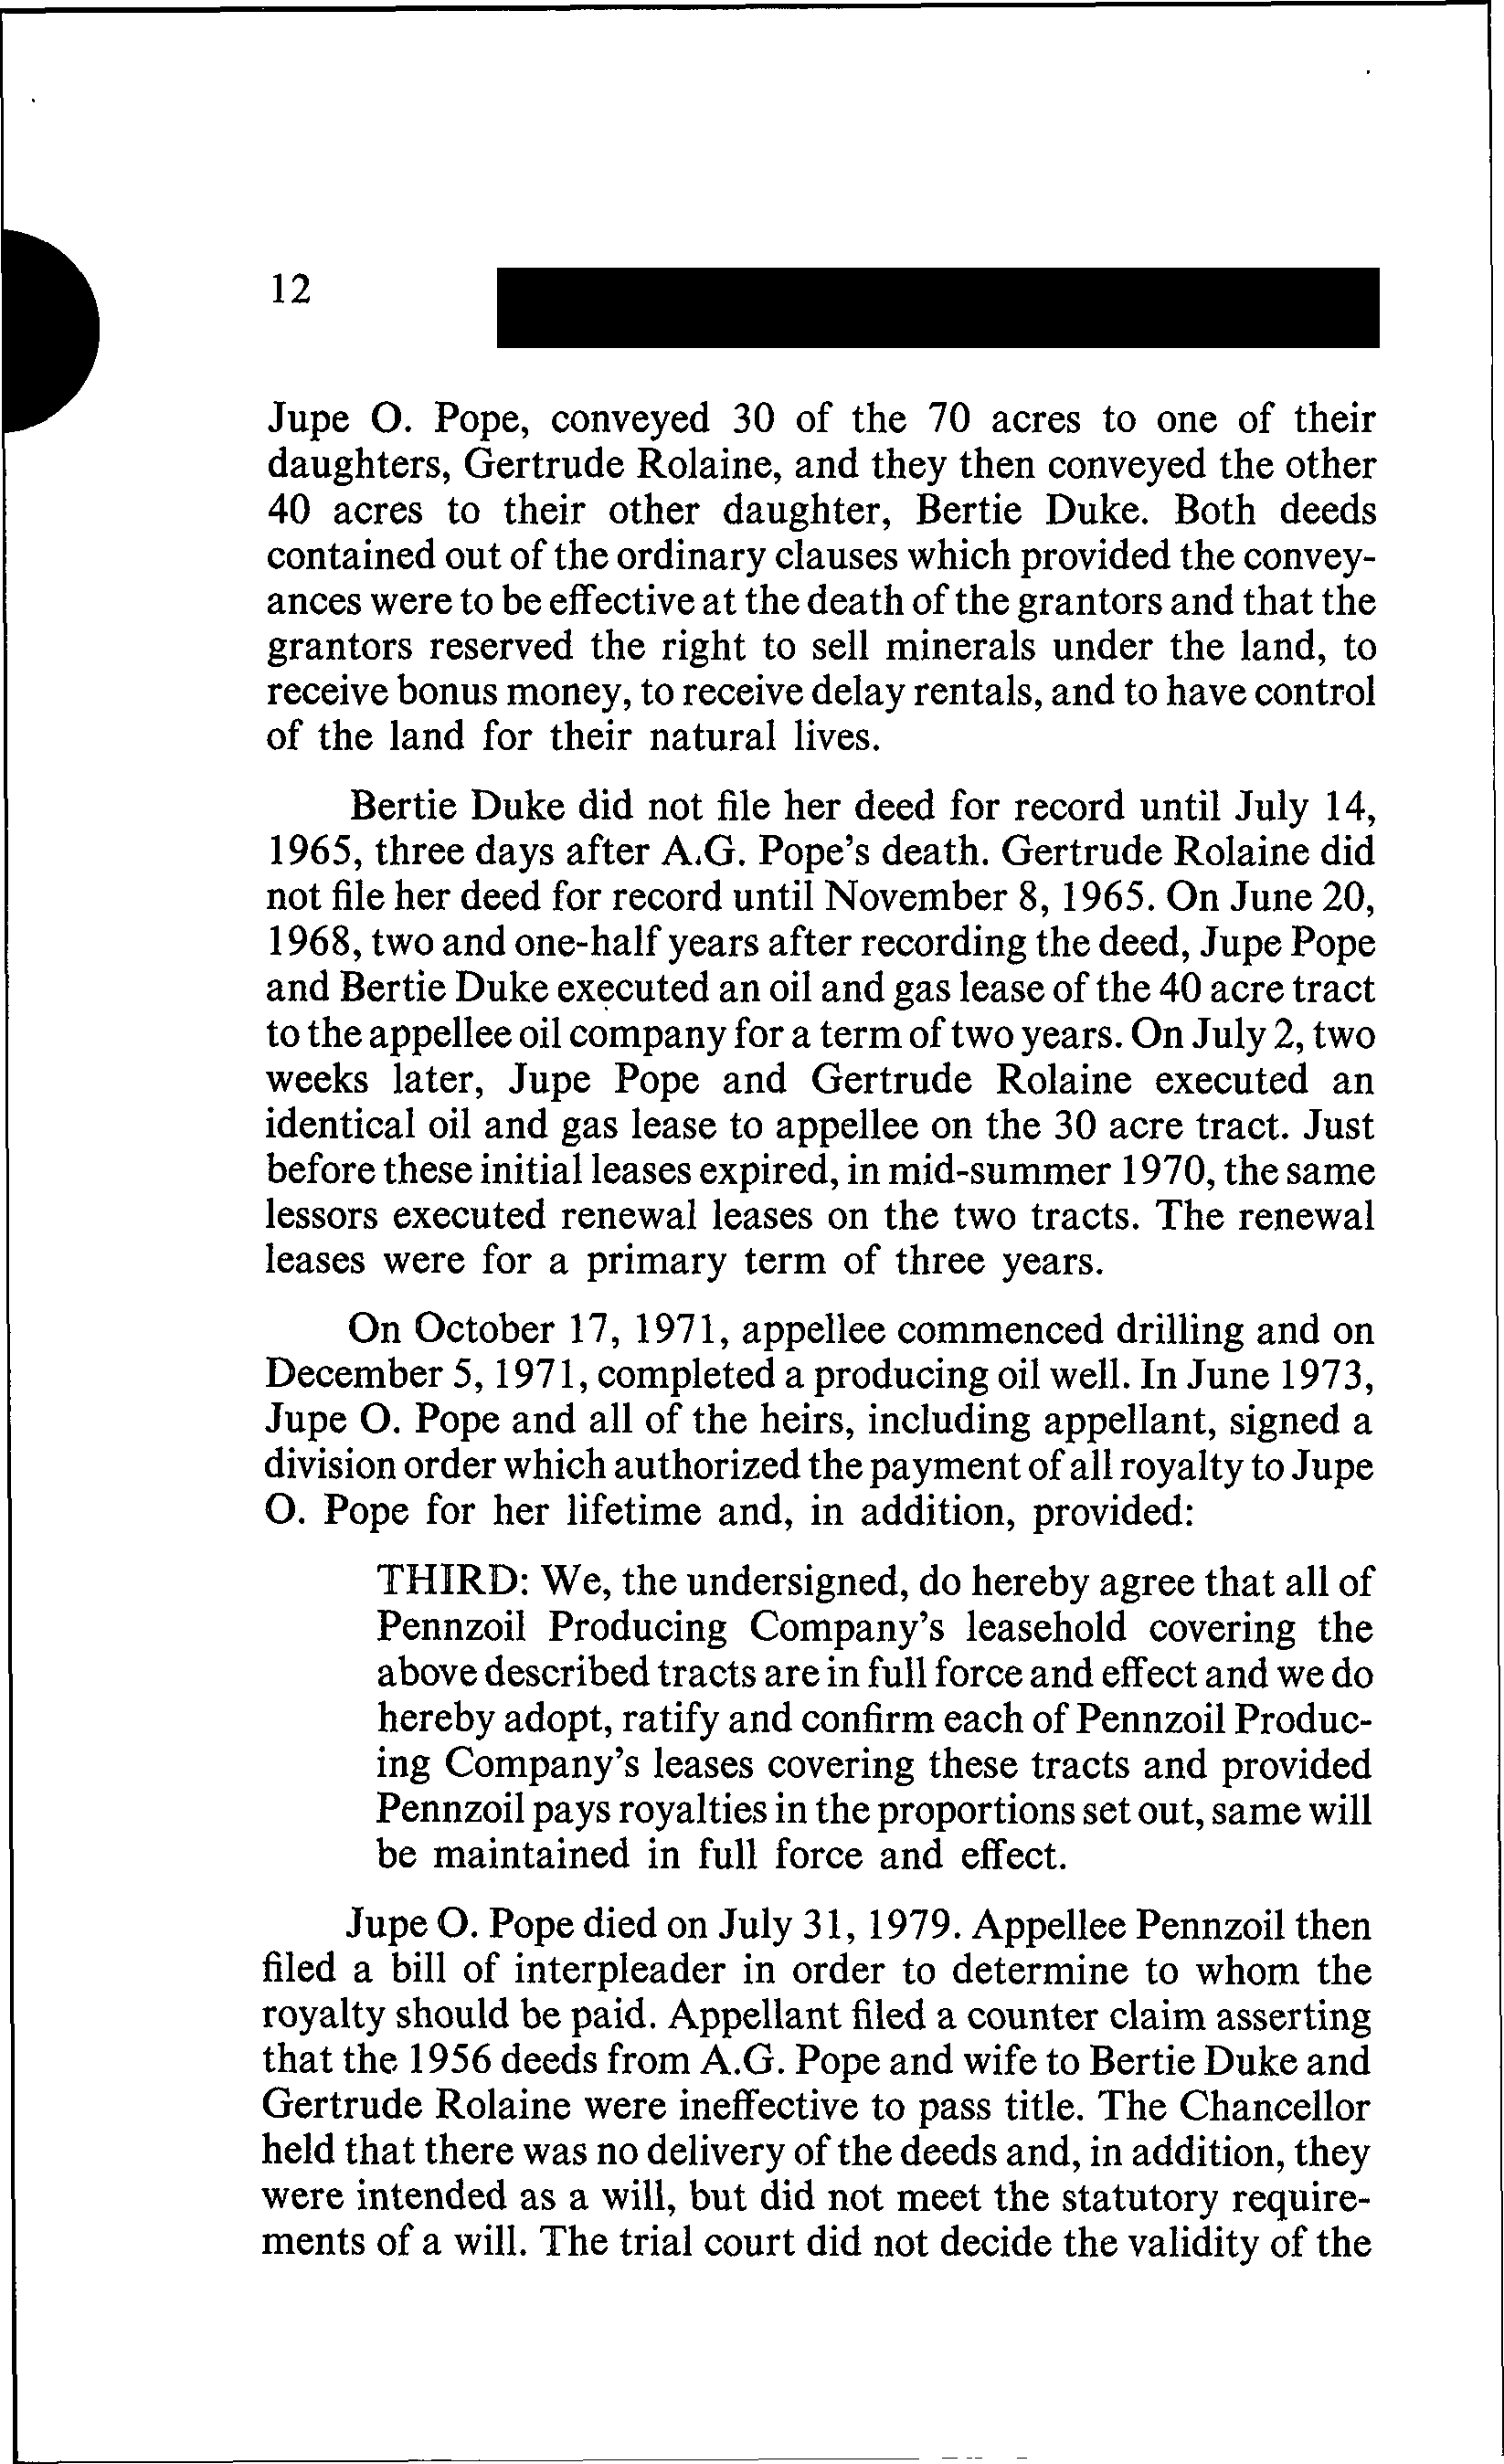 12
Jupe O. Pope, conveyed 30 of the 70 acres to one of their
daughters, Gertrude Rolaine, and they then conveyed the other
40 acres to their other daughter, Bertie Duke. Both deeds
contained out of the ordinary clauses which provided the convey-
ances were to be effective at the death of the grantors and that the
grantors reserved the right to sell minerals under the land, to
receive bonus money, to receive delay rentals, and to have control
of the land for their natural lives.
Bertie Duke did not file her deed for record until July 14,
1965, three days after A.G. Pope's death. Gertrude Rolaine did
not file her deed for record until November 8, 1965. On June 20,
1968, two and one-half years after recording the deed, Jupe Pope
and Bertie Duke executed an oil and gas lease of the 40 acre tract
to the appellee oil company for a term of two years. On July 2, two
weeks later, Jupe Pope and Gertrude Rolaine executed an
identical oil and gas lease to appellee on the 30 acre tract. Just
before these initial leases expired, in mid-summer 1970, the same
lessors executed renewal leases on the two tracts. The renewal
leases were for a primary term of three years.
On October 17, 1971, appellee commenced drilling and on
December 5, 1971, completed a producing oil well. In June 1973,
Jupe O. Pope and all of the heirs, including appellant, signed a
division order which authorized the payment of all royalty to Jupe
O. Pope for her lifetime and, in addition, provided:
THIRD: We, the undersigned, do hereby agree that all of
Pennzoil Producing Company's leasehold covering the
above described tracts are in full force and effect and we do
hereby adopt, ratify and confirm each of Pennzoil Produc-
ing Company's leases covering these tracts and provided
Pennzoil pays royalties in the proportions set out, same will
be maintained in full force and effect.
Jupe O. Pope died on July 31, 1979. Appellee Pennzoil then
filed a bill of interpleader in order to determine to whom the
royalty should be paid. Appellant filed a counter claim asserting
that the 1956 deeds from A.G. Pope and wife to Bertie Duke and
Gertrude Rolaine were ineffective to pass title. The Chancellor
held that there was no delivery of the deeds and, in addition, they
were intended as a will, but did not meet the statutory require-
ments of a will. The trial court did not decide the validity of the